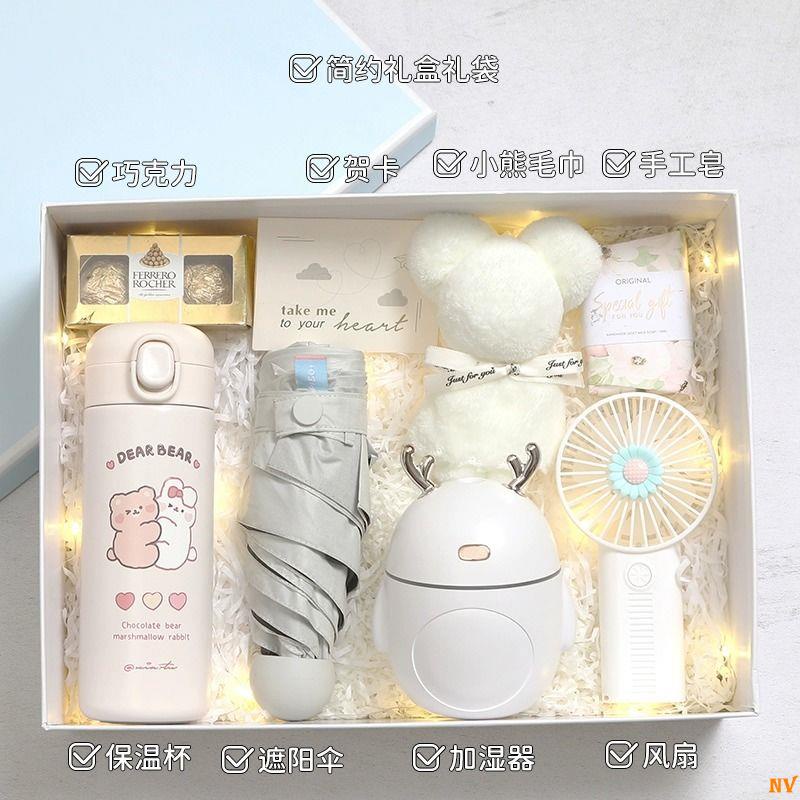 简约礼盒礼袋
巧克力
贺卡
小熊毛巾
手工皂
FERRERO
ROCHER
take me
to your heart
ORIGINAL
Special gift
FOR YOU
Just for you
Just for y
DEAR BEAR
Chocolate bear
marshmallow rabbit
保温杯
遮阳伞
加湿器
风扇
NV